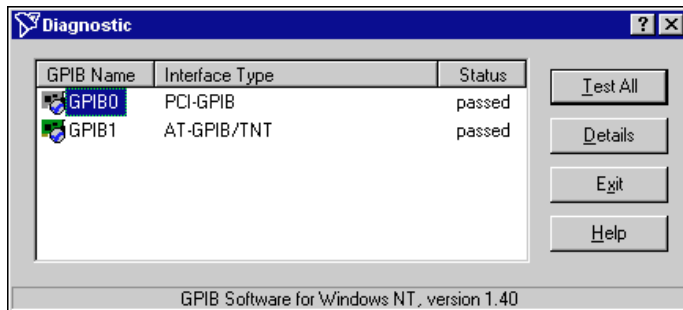 Diagnostic
GPIB Name Interface Type Status
GPIB0 PCI-GPIB passed
GPIB1 AT-GPIB/TNT passed
Test All
Details
Exit
Help
GPIB Software for Windows NT, version 1.40